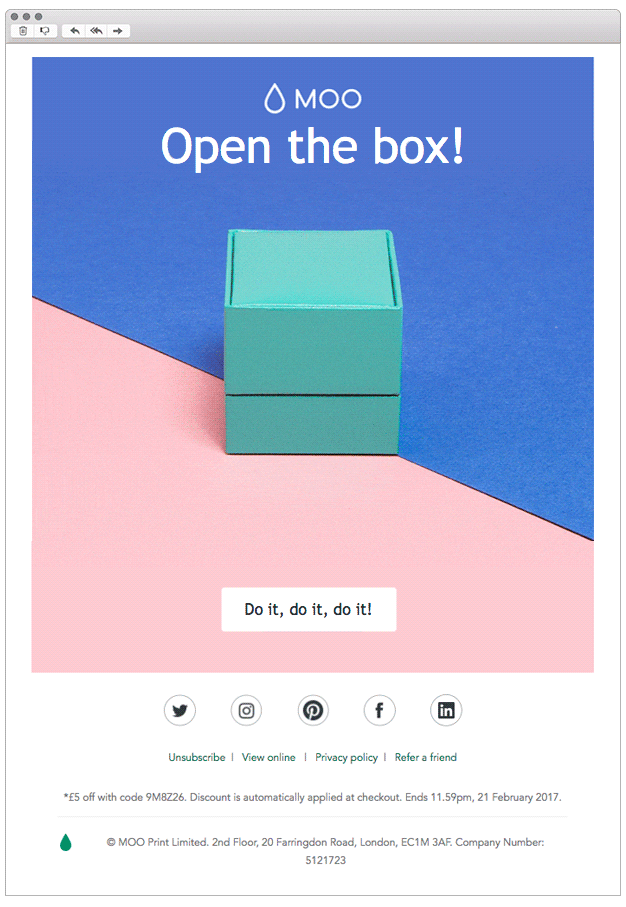 MOO
Open the box!
Do it, do it, do it!
Unsubscribe | View online | Privacy policy | Refer a friend
*£5 off with code 9M8Z26. Discount is automatically applied at checkout. Ends 11.59pm, 21 February 2017.
© MOO Print Limited. 2nd Floor, 20 Farringdon Road, London, EC1M 3AF. Company Number:
5121723